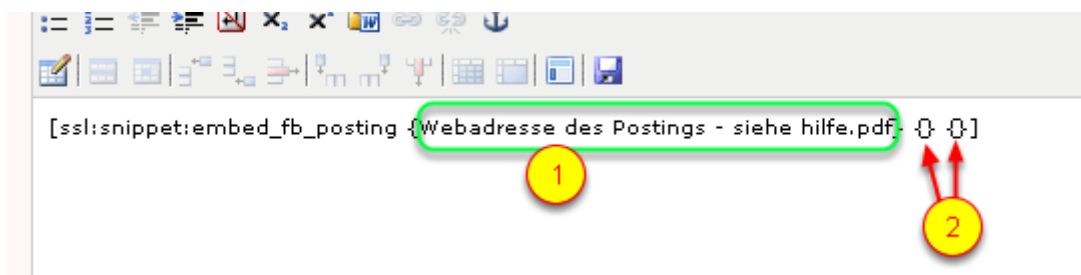 [ssl:snippet:embed_fb_posting {Webadresse des Postings - siehe hilfe.pdf} {} {}]
1
2